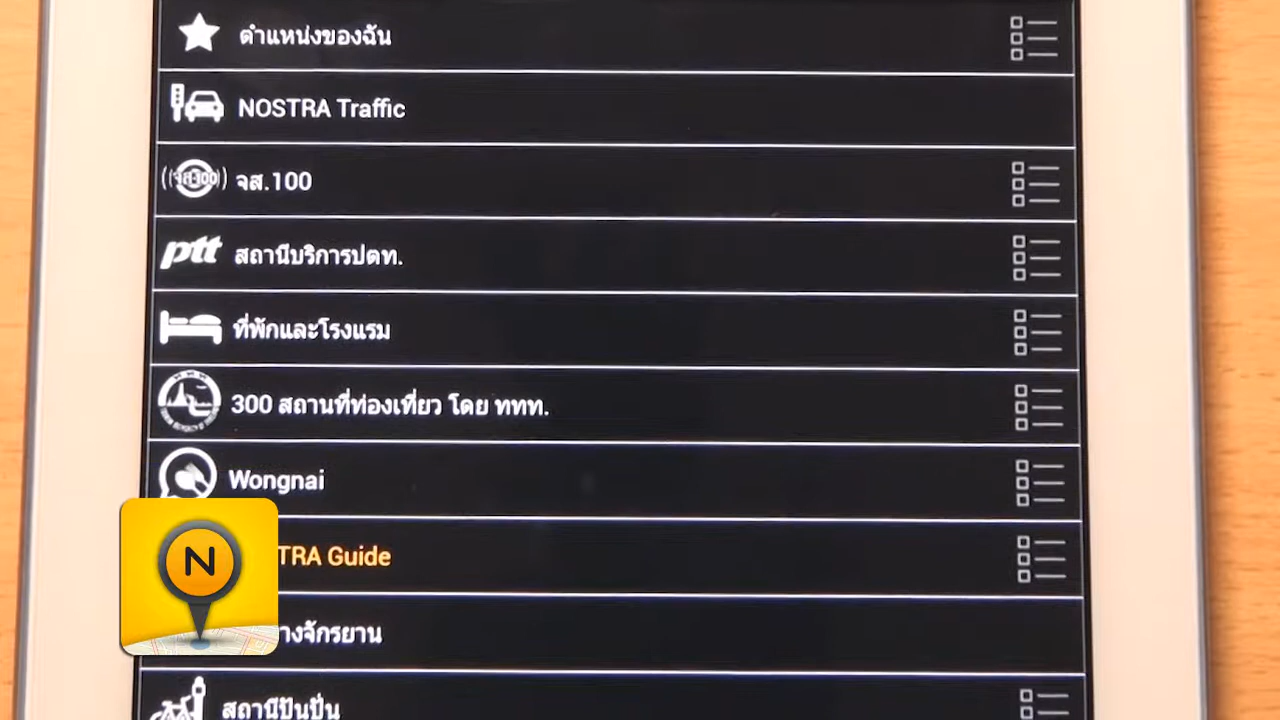 ตำแหน่งของฉัน
NOSTRA Traffic
จส.100 จส.100
ptt สถานีบริการปตท.
ที่พักและโรงแรม
300 สถานที่ท่องเที่ยว โดย ททท.
Wongnai
TRA Guide
N
างจักรยาน
สถานีปันปั่น